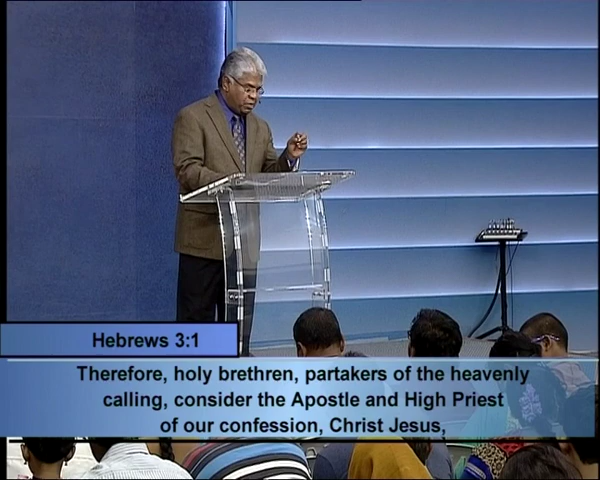 Hebrews 3:1
Therefore, holy brethren, partakers of the heavenly
calling, consider the Apostle and High Priest
of our confession, Christ Jesus,